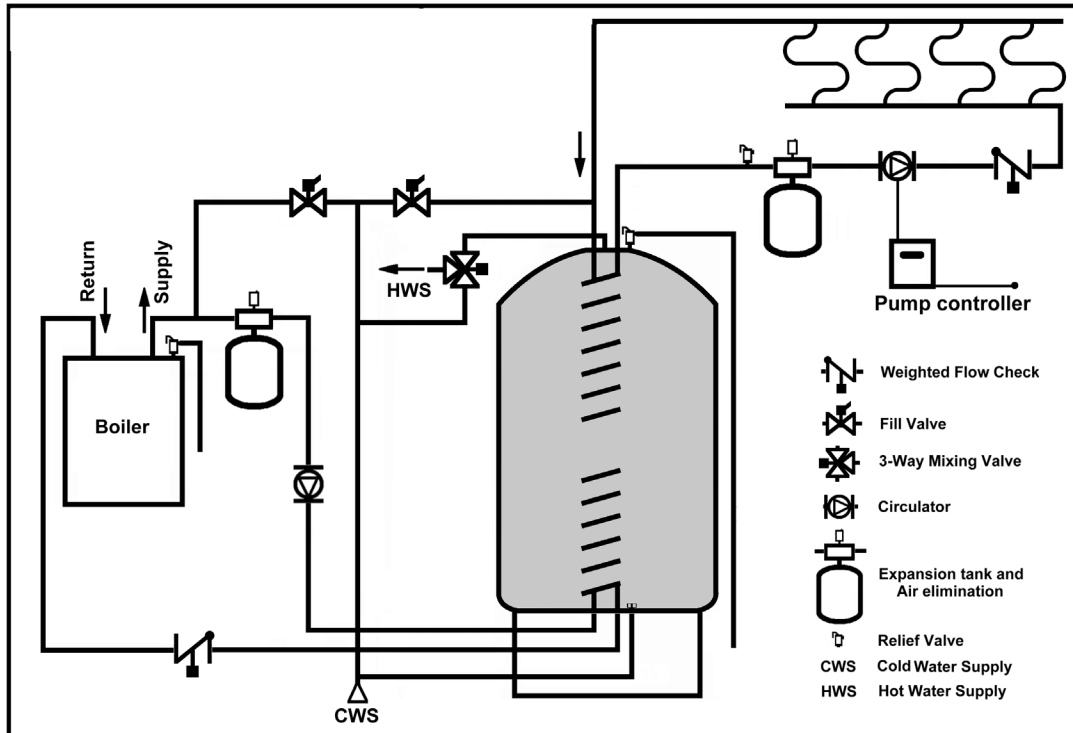 Return
Supply
Boiler
HWS
CWS
Pump controller
Weighted Flow Check
Fill Valve
3-Way Mixing Valve
Circulator
Expansion tank and
Air elimination
Relief Valve
CWS Cold Water Supply
HWS Hot Water Supply